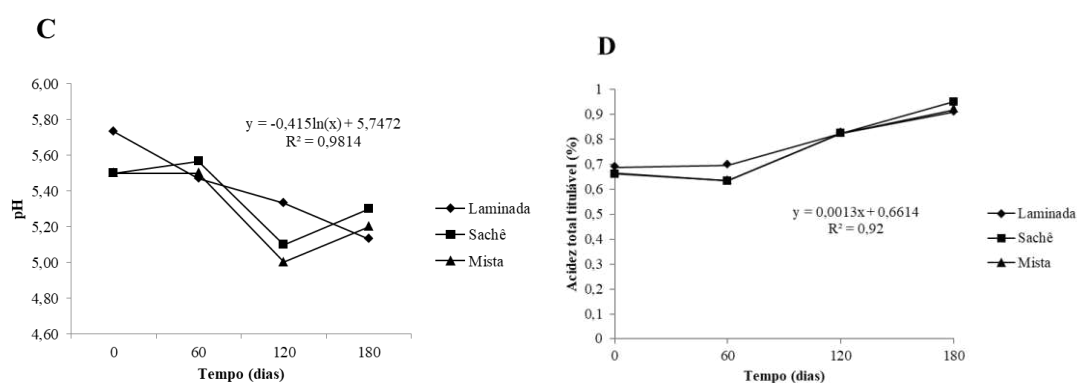 C
pH
6,00
5,80
5,60
5,40
5,20
5,00
4,80
4,60
y = -0,415ln(x) + 5,7472
R² = 0,9814
Laminada
Sachê
Mista
0 60 120 180
Tempo (dias)
D
Acidez total titulável (%)
1
0,9
0,8
0,7
0,6
0,5
0,4
0,3
0,2
0,1
0
y = 0,0013x + 0,6614
R² = 0,92
Laminada
Sachê
Mista
0 60 120 180
Tempo (dias)